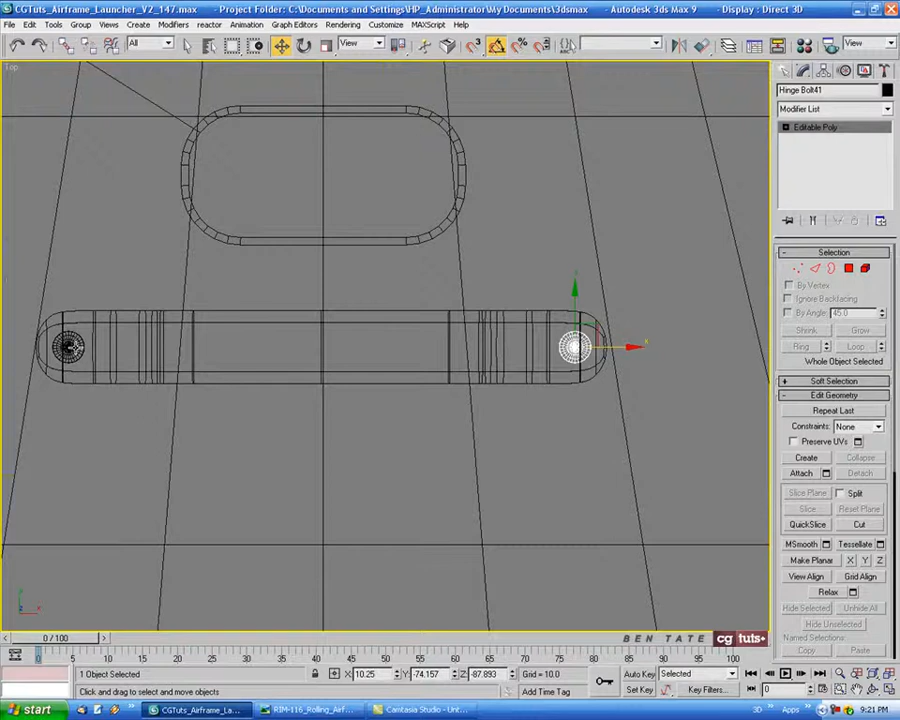 CGTuts_Airframe_Launcher_V2_147.max - Project Folder: C:\Documents and Settings\HP_Administrator\My Documents\3dsmax - Autodesk 3ds Max 9 - Display : Direct 3D
File Edit Tools Group Views Create Modifiers reactor Animation Graph Editors Rendering Customize MAXScript Help
All View View
Top
Hinge Bolt41
Modifier List
Editable Poly
Selection
By Vertex
Ignore Backfacing
By Angle: 45.0
Shrink Grow
Ring Loop
Whole Object Selected
Soft Selection
Edit Geometry
Repeat Last
Constraints: None
Preserve UVs
Create Collapse
Attach Detach
Slice Plane Split
Slice Reset Plane
QuickSlice Cut
MSmooth Tessellate
Make Planar X Y Z
View Align Grid Align
Relax
Hide Selected Unhide All
Hide Unselected
Named Selections:
Copy Paste
x
0 / 100
BEN TATE cg tuts+
0 5 10 15 20 25 30 35 40 45 50 55 60 65 70 75 80 85 90 95 100
1 Object Selected X 10.25 Y -74.157 Z -87.893 Grid = 10.0 Auto Key Selected
Click and drag to select and move objects Add Time Tag Set Key Key Filters... 0
start CGTuts_Airframe_La... RIM-116_Rolling_Airf... Camtasia Studio - Unt... 3D Apps 9:21 PM